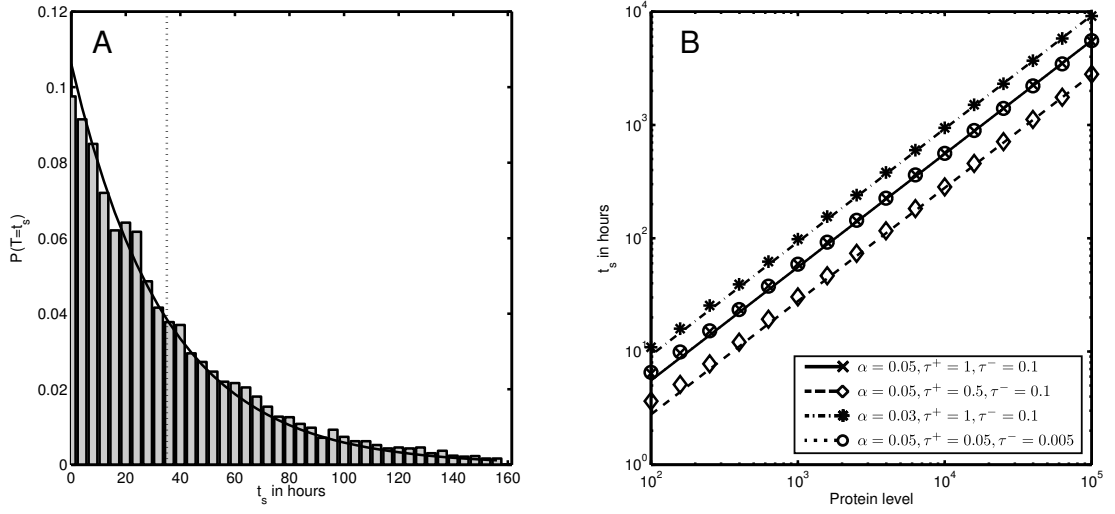 A
0.12
0.1
0.08
0.06
0.04
0.02
0
P(T=t_s)
0 20 40 60 80 100 120 140 160
t_s in hours
B
10^4
10^3
10^2
10^1
10^0
t_s in hours
10^2 10^3 10^4 10^5
Protein level
α = 0.05, τ^+ = 1, τ^− = 0.1
α = 0.05, τ^+ = 0.5, τ^− = 0.1
α = 0.03, τ^+ = 1, τ^− = 0.1
α = 0.05, τ^+ = 0.05, τ^− = 0.005